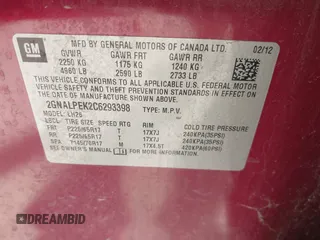 GM
MFD BY GENERAL MOTORS OF CANADA LTD.
02/12
GVWR GAWR FRT GAWR RR
2250 KG 1175 KG 1240 KG
4960 LB 2590 LB 2733 LB
THIS VEHICLE CONFORMS TO ALL APPLICABLE U.S. FEDERAL
MOTOR VEHICLE SAFETY, BUMPER, AND
THEFT PREVENTION STANDARDS IN EFFECT ON THE DATE OF
MANUFACTURE SHOWN ABOVE.
2GNALPEK2C6293398 TYPE: M.P.V.
MODEL: LH26
LOCL TIRE SIZE SPEED RTG RIM COLD TIRE PRESSURE
FRT P225/65R17 T 17X7J 240KPA(35PSI)
RR P225/65R17 T 17X7J 240KPA(35PSI)
SPA T145/70R17 M 17X4.5T 420KPA(60PSI)
SEE OWNER'S MANUAL FOR MORE INFORMATION.
DREAMBID